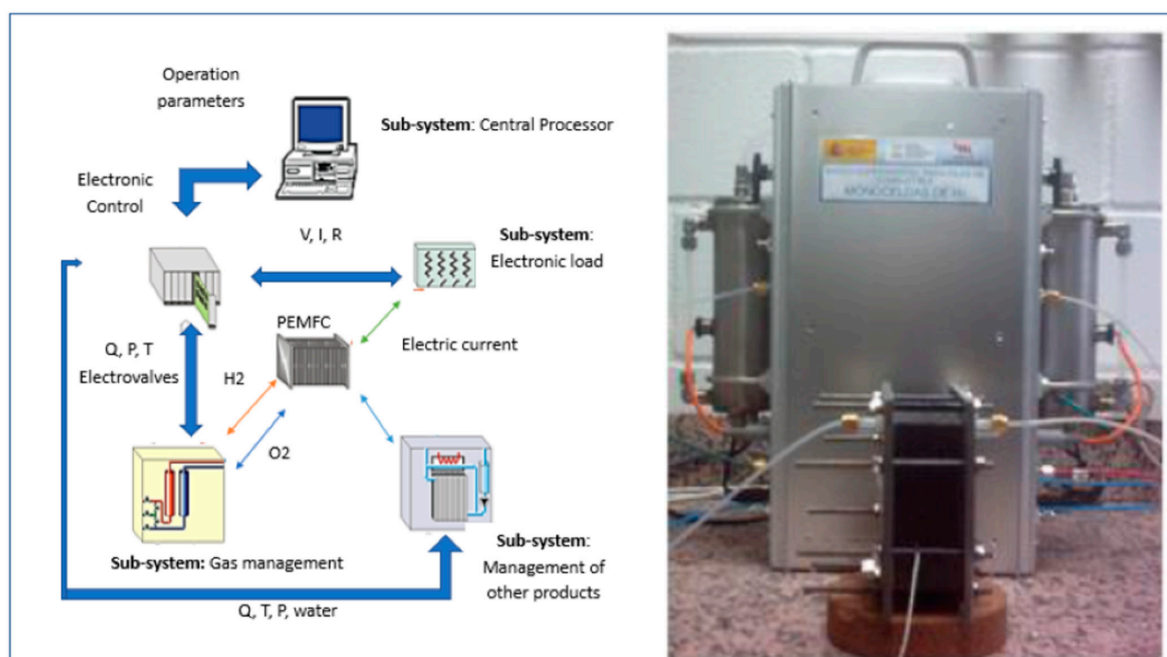 Operation
parameters
Sub-system: Central Processor
Electronic
Control
V, I, R
Sub-system:
Electronic load
PEMFC
Electric current
Q, P, T
Electrovalves
H2
O2
Sub-system: Gas management
Sub-system:
Management of
other products
Q, T, P, water
MONOCELDAS DE